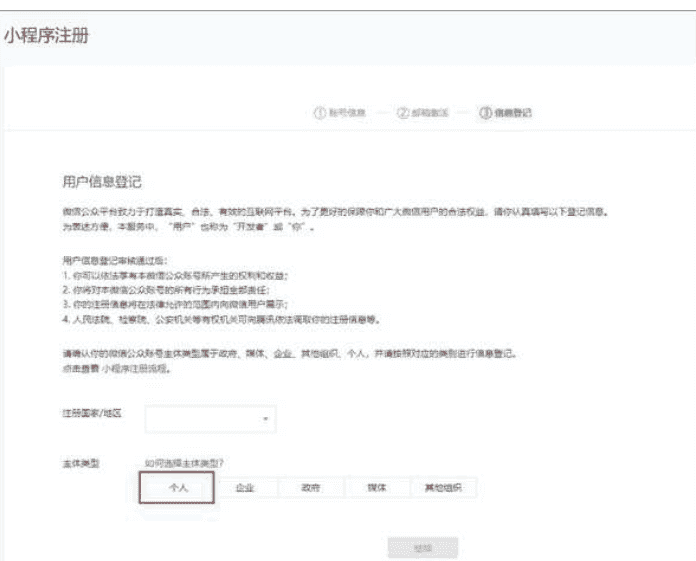 小程序注册
① 账号信息 ② 邮箱激活 ③ 信息登记
用户信息登记
微信公众平台致力于打造真实、合法、有效的互联网平台。为了更好的保障你和广大微信用户的合法权益，请你认真填写以下登记信息。
为表述方便，本服务中，“用户”也称为“开发者”或“你”。
用户信息登记审核通过后：
1. 你可以依法享有本微信公众账号所产生的权利和收益；
2. 你将对本微信公众账号的所有行为承担全部责任；
3. 你的注册信息将在法律允许的范围内向微信用户展示；
4. 人民法院、检察院、公安机关等有权机关可向腾讯依法调取你的注册信息等。
请确认你的微信公众账号主体类型属于政府、媒体、企业、其他组织、个人，并请按照对应的类别进行信息登记。
点击查看 小程序注册流程。
注册国家/地区
主体类型 如何选择主体类型?
个人 企业 政府 媒体 其他组织
继续